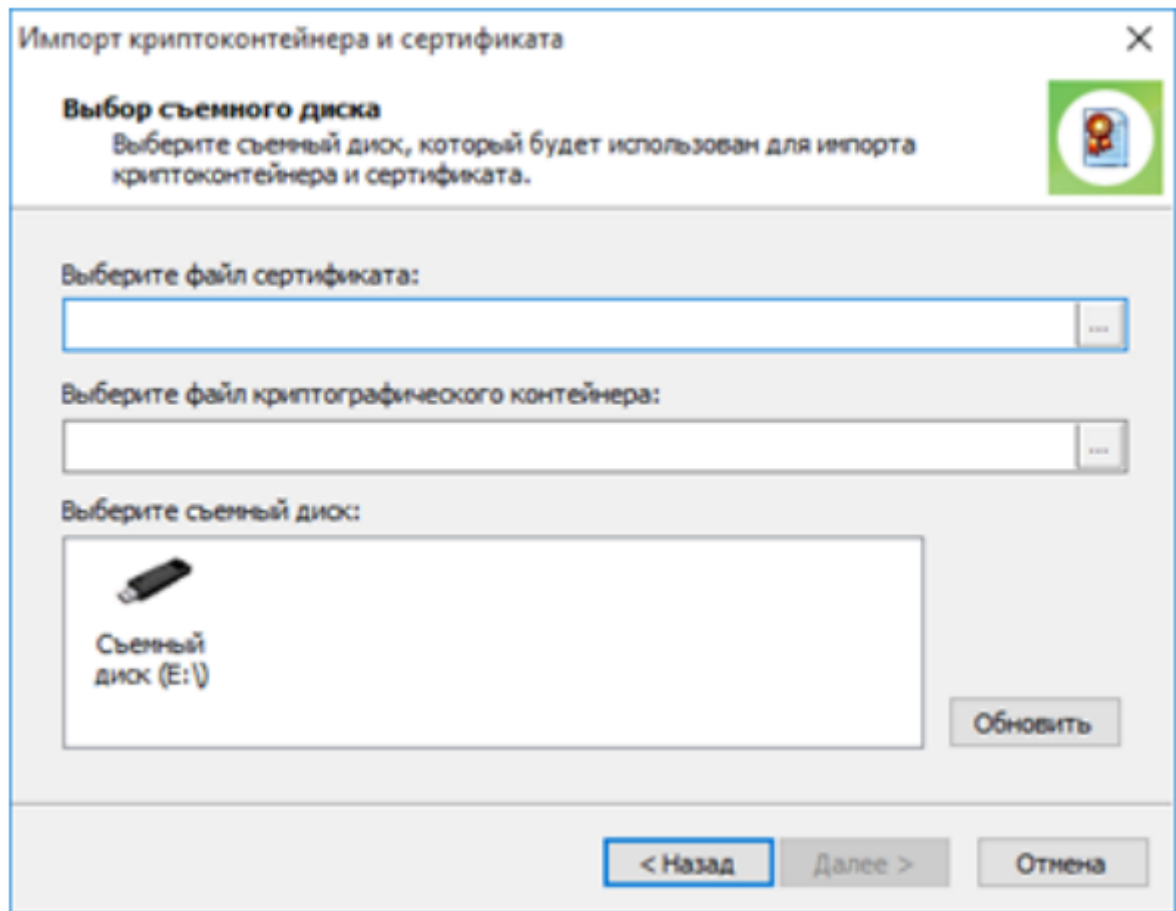 Импорт криптоконтейнера и сертификата
Выбор съемного диска
Выберите съемный диск, который будет использован для импорта
криптоконтейнера и сертификата.
Выберите файл сертификата:
...
Выберите файл криптографического контейнера:
...
Выберите съемный диск:
Съемный
диск (E:\)
Обновить
< Назад
Далее >
Отмена